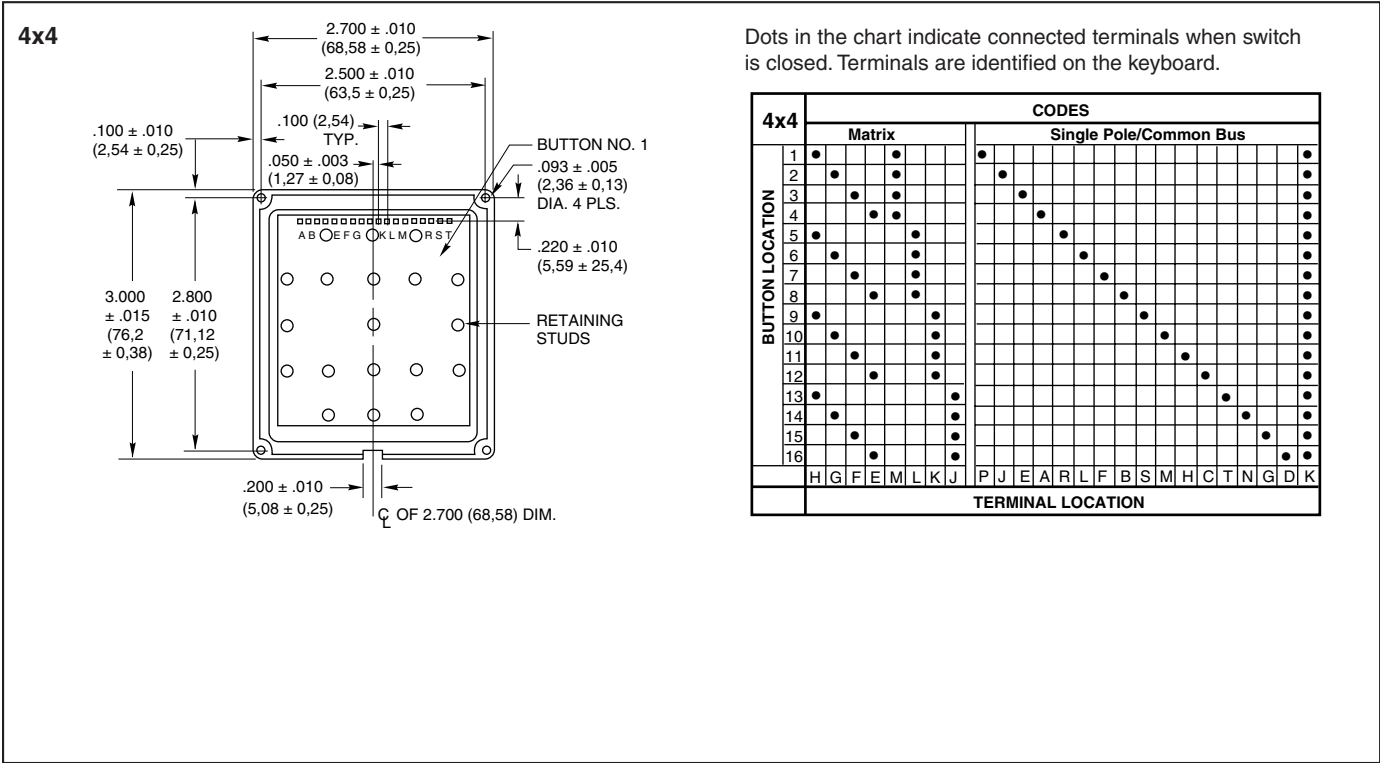 4x4
2.700 ± .010
(68,58 ± 0,25)
2.500 ± .010
(63,5 ± 0,25)
.100 ± .010
(2,54 ± 0,25)
.100 (2,54)
TYP.
.050 ± .003
(1,27 ± 0,08)
BUTTON NO. 1
.093 ± .005
(2,36 ± 0,13)
DIA. 4 PLS.
A B E F G K L M R S T
.220 ± .010
(5,59 ± 25,4)
3.000
± .015
(76,2
± 0,38)
2.800
± .010
(71,12
± 0,25)
RETAINING
STUDS
.200 ± .010
(5,08 ± 0,25)
℄ OF 2.700 (68,58) DIM.
Dots in the chart indicate connected terminals when switch
is closed. Terminals are identified on the keyboard.
4x4
CODES
Matrix
Single Pole/Common Bus
BUTTON LOCATION
1
2
3
4
5
6
7
8
9
10
11
12
13
14
15
16
H G F E M L K J P J E A R L F B S M H C T N G D K
TERMINAL LOCATION